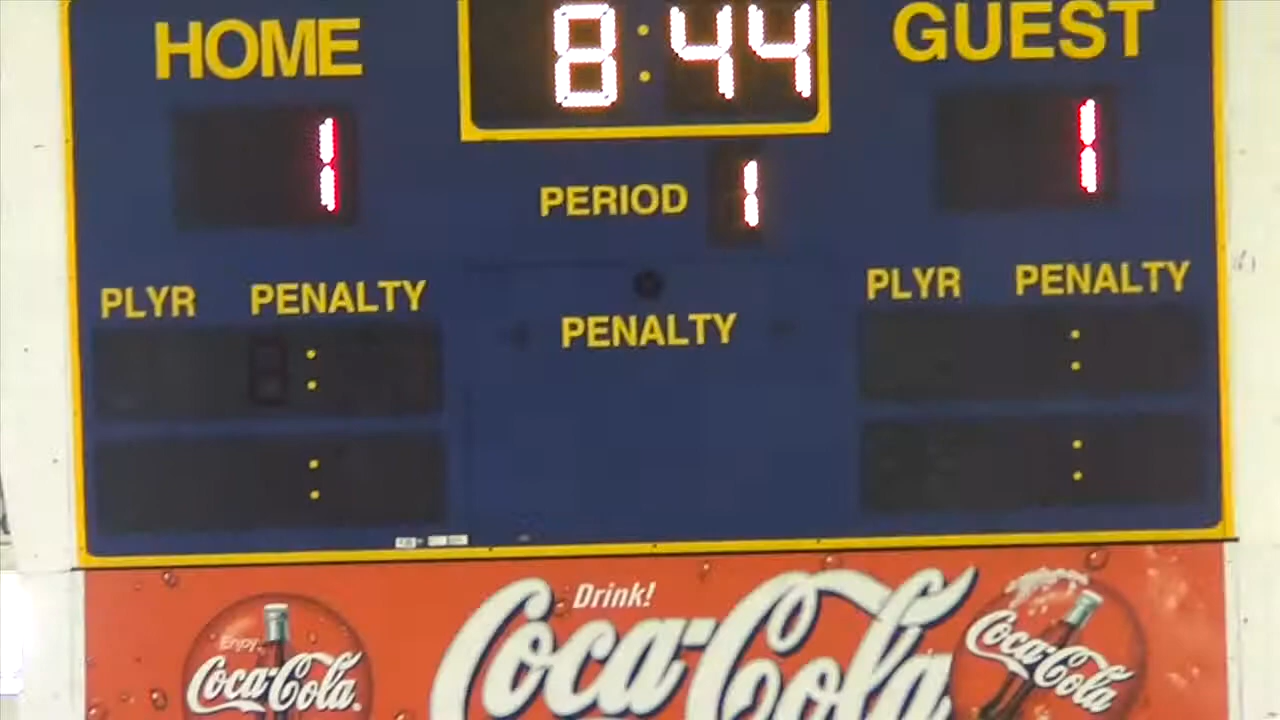 HOME
8:44
GUEST
1
1
PERIOD 1
PLYR PENALTY
PENALTY
PLYR PENALTY
:
:
:
:
Drink!
Coca-Cola
Enjoy
Coca-Cola
Coca-Cola